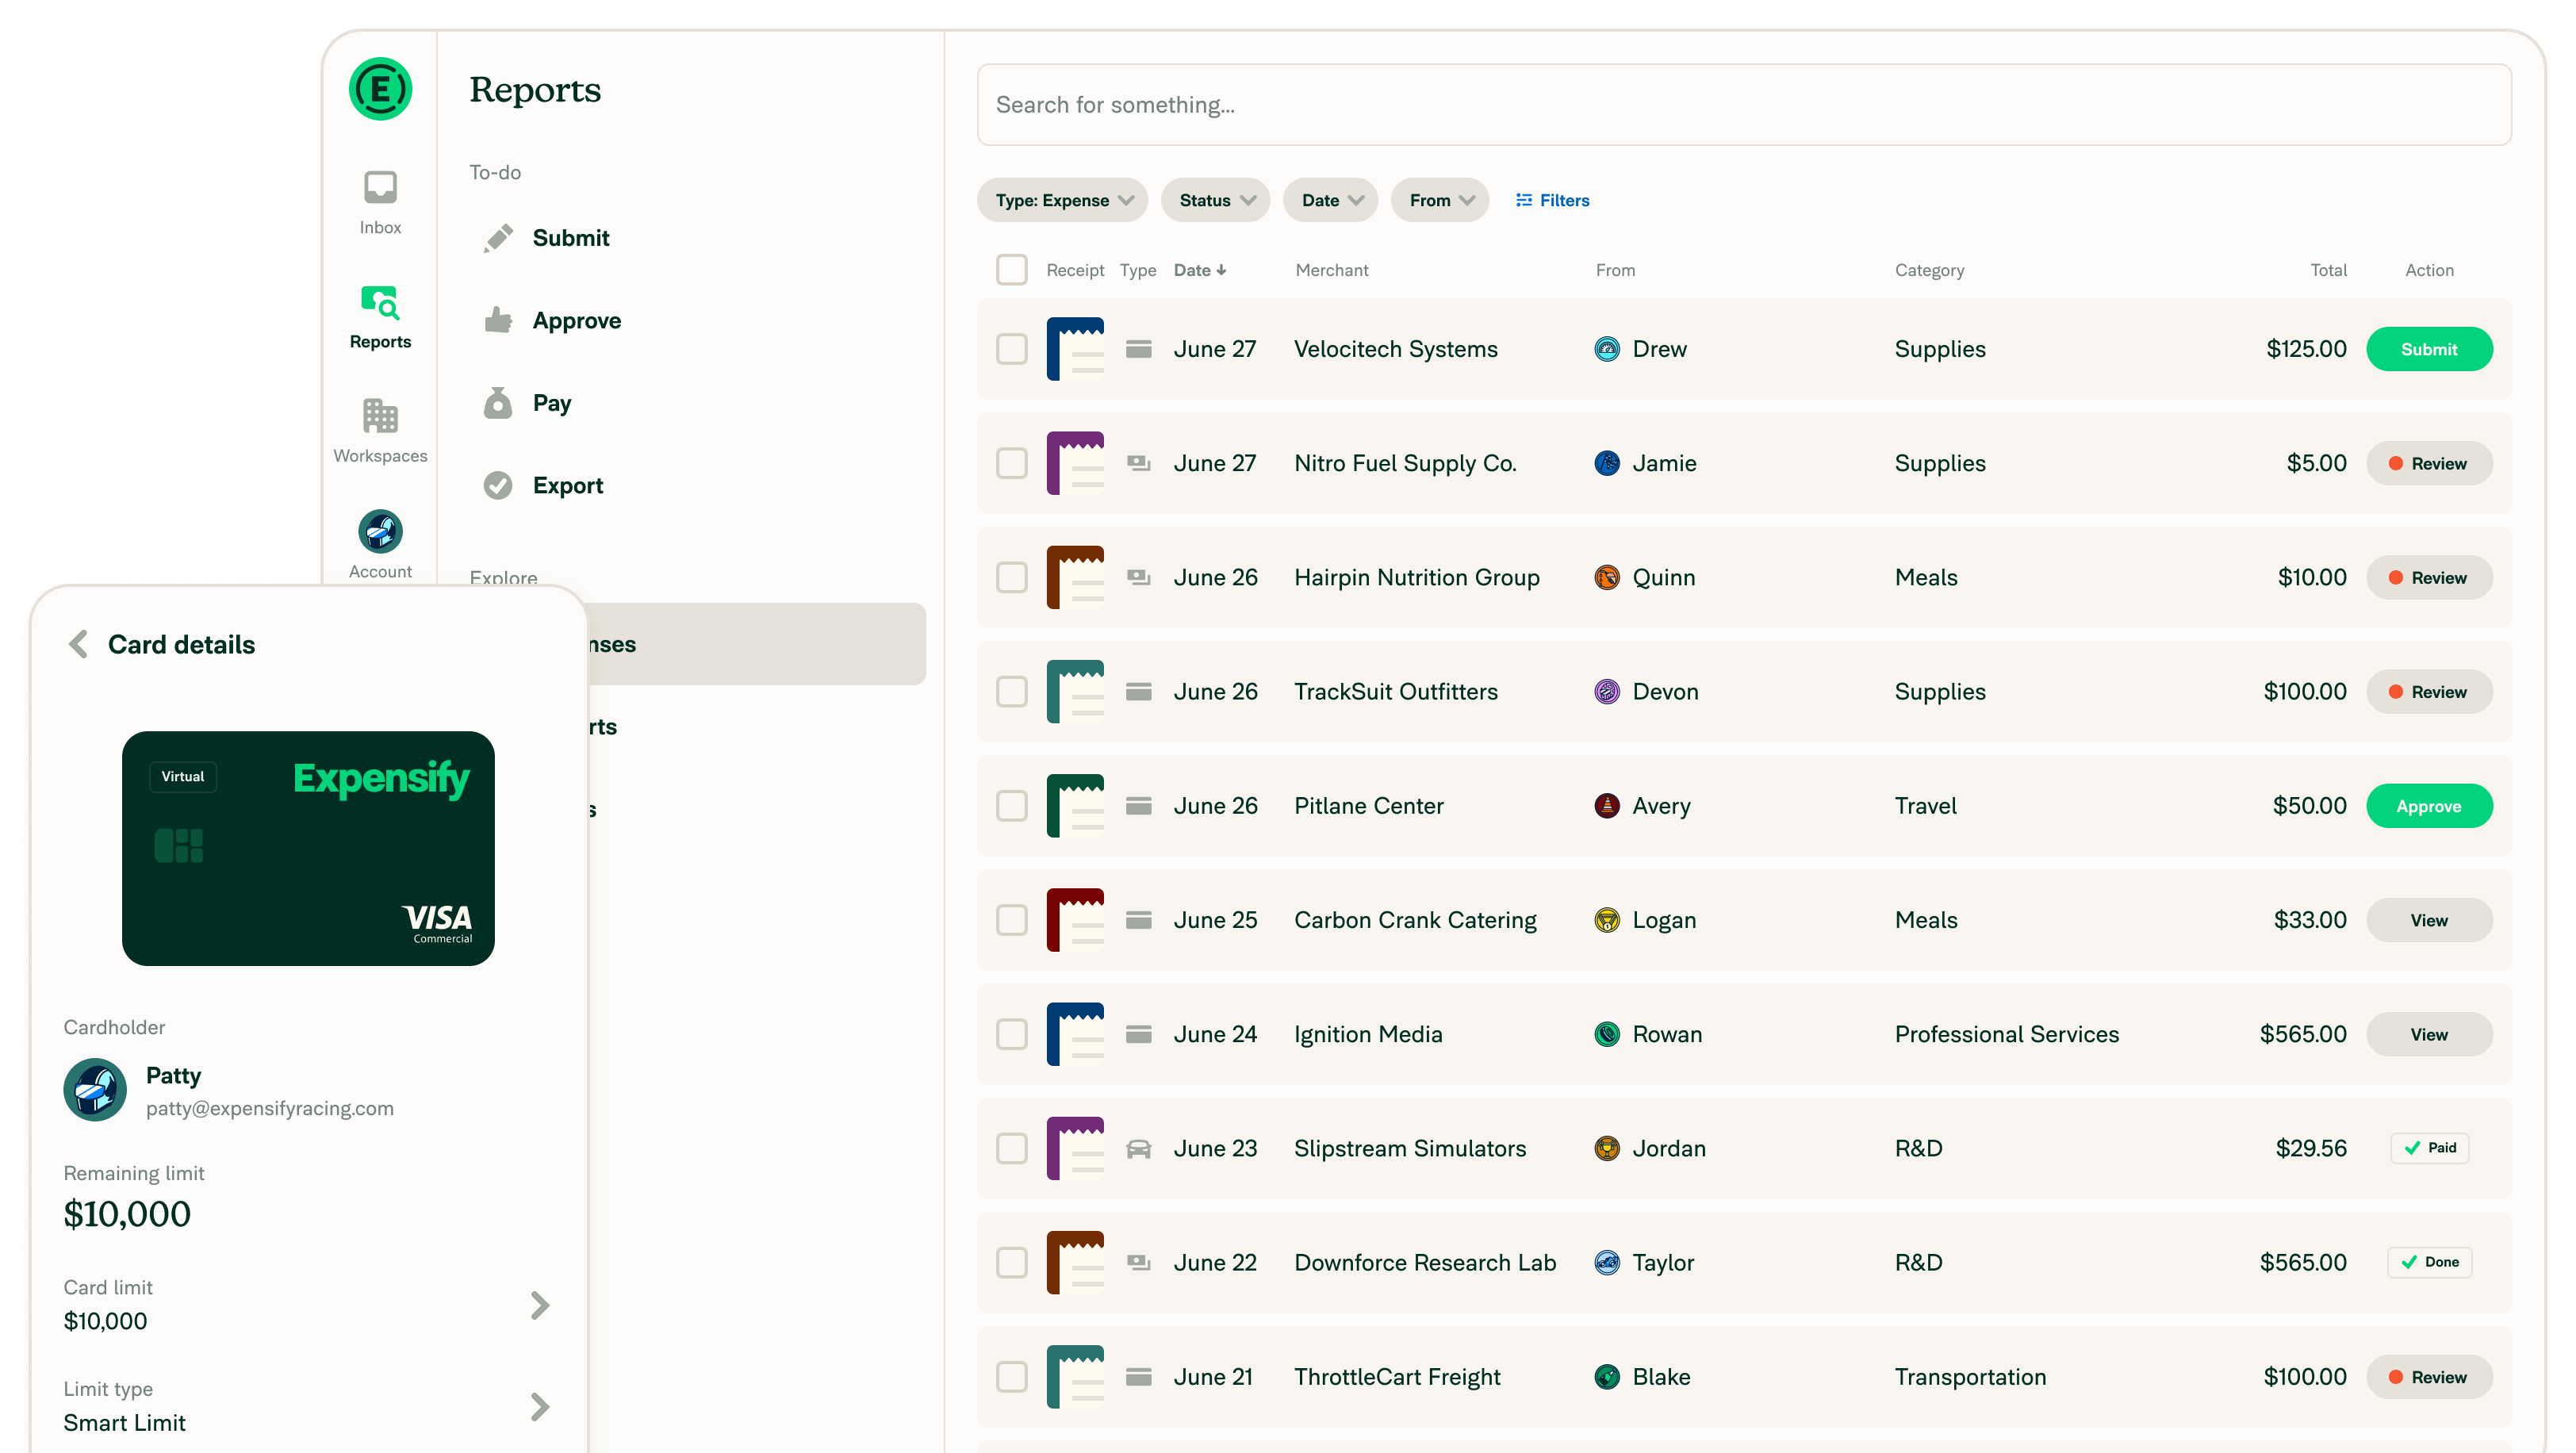 E
Reports
Inbox
Reports
Workspaces
Account
To-do
Submit
Approve
Pay
Export
Explore
nses
rts
s
Search for something...
Type: Expense Status Date From Filters
Receipt Type Date Merchant From Category Total Action
June 27 Velocitech Systems Drew Supplies $125.00 Submit
June 27 Nitro Fuel Supply Co. Jamie Supplies $5.00 Review
June 26 Hairpin Nutrition Group Quinn Meals $10.00 Review
June 26 TrackSuit Outfitters Devon Supplies $100.00 Review
June 26 Pitlane Center Avery Travel $50.00 Approve
June 25 Carbon Crank Catering Logan Meals $33.00 View
June 24 Ignition Media Rowan Professional Services $565.00 View
June 23 Slipstream Simulators Jordan R&D $29.56 Paid
June 22 Downforce Research Lab Taylor R&D $565.00 Done
June 21 ThrottleCart Freight Blake Transportation $100.00 Review
Card details
Virtual
Expensify
VISA
Commercial
Cardholder
Patty
patty@expensifyracing.com
Remaining limit
$10,000
Card limit
$10,000
Limit type
Smart Limit